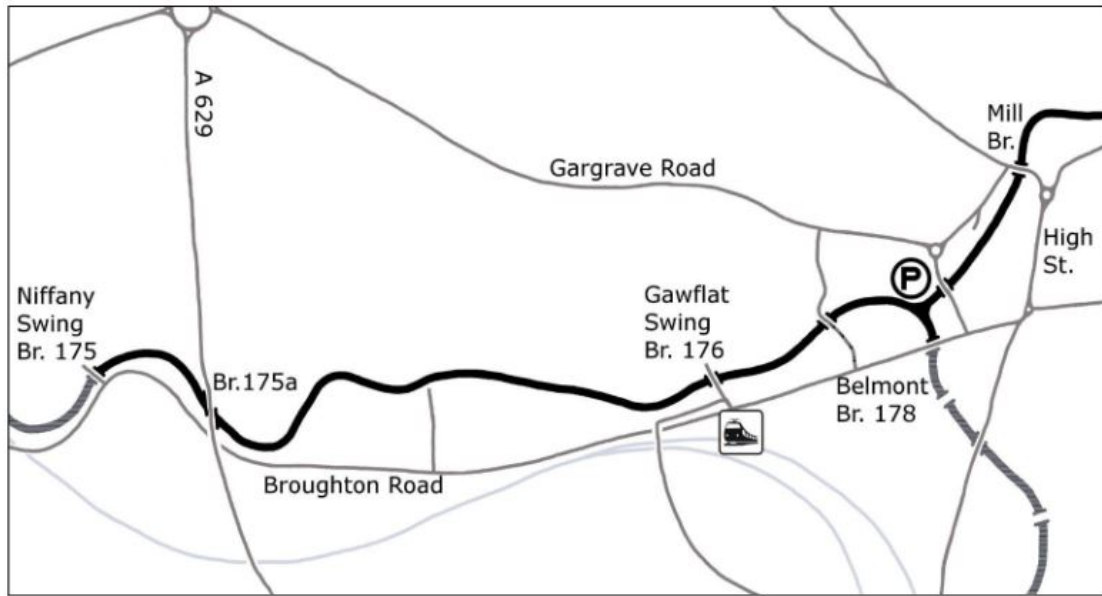 A 629
Mill
Br.
Gargrave Road
High
St.
P
Niffany
Swing
Br. 175
Gawflat
Swing
Br. 176
Br.175a
Belmont
Br. 178
Broughton Road